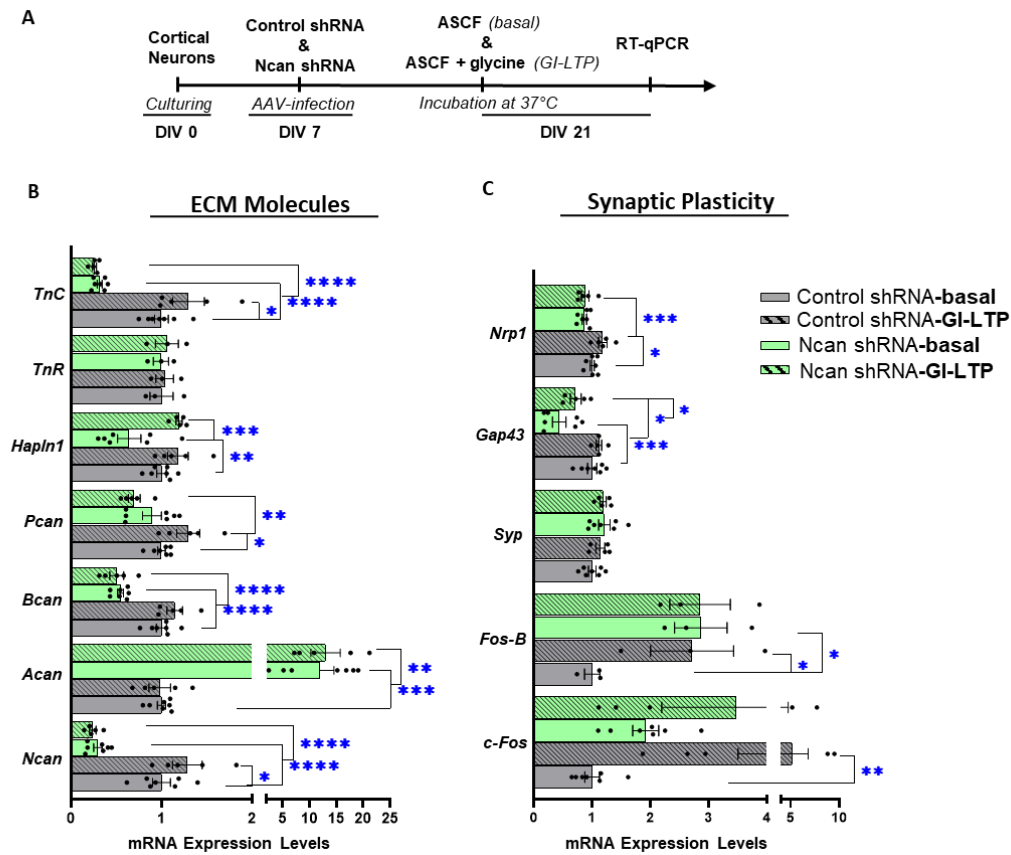 A
Cortical
Neurons
Control shRNA
&
Ncan shRNA
ASCF (basal)
&
ASCF + glycine (GI-LTP)
RT-qPCR
Culturing
AAV-infection
Incubation at 37°C
DIV 0
DIV 7
DIV 21
B
ECM Molecules
TnC
****
****
*
TnR
Hapln1
***
**
Pcan
**
*
Bcan
****
****
Acan
**
***
Ncan
****
****
*
0 1 2 5 10 15 20 25
mRNA Expression Levels
C
Synaptic Plasticity
Nrp1
***
*
Gap43
*
*
***
Syp
Fos-B
*
*
c-Fos
**
0 1 2 3 4 5 10
mRNA Expression Levels
Control shRNA-basal
Control shRNA-GI-LTP
Ncan shRNA-basal
Ncan shRNA-GI-LTP